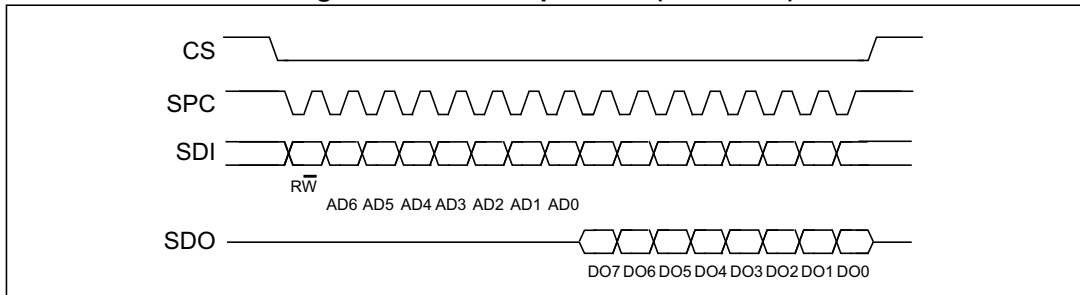 CS
SPC
SDI
RW̅
AD6 AD5 AD4 AD3 AD2 AD1 AD0
SDO
DO7 DO6 DO5 DO4 DO3 DO2 DO1 DO0